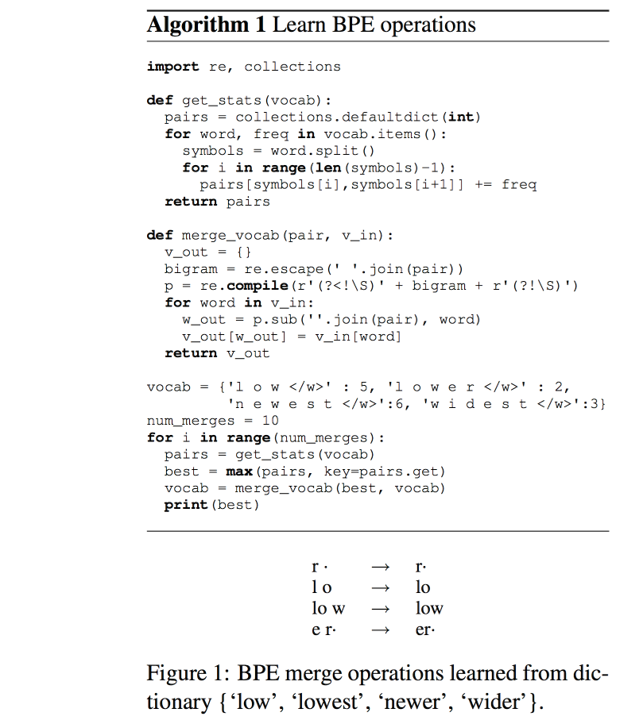 Algorithm 1 Learn BPE operations
import re, collections
def get_stats(vocab):
  pairs = collections.defaultdict(int)
  for word, freq in vocab.items():
    symbols = word.split()
    for i in range(len(symbols)-1):
      pairs[symbols[i],symbols[i+1]] += freq
  return pairs
def merge_vocab(pair, v_in):
  v_out = {}
  bigram = re.escape(' '.join(pair))
  p = re.compile(r'(?<!\S)' + bigram + r'(?!\S)')
  for word in v_in:
    w_out = p.sub(''.join(pair), word)
    v_out[w_out] = v_in[word]
  return v_out
vocab = {'l o w </w>' : 5, 'l o w e r </w>' : 2,
         'n e w e s t </w>':6, 'w i d e s t </w>':3}
num_merges = 10
for i in range(num_merges):
  pairs = get_stats(vocab)
  best = max(pairs, key=pairs.get)
  vocab = merge_vocab(best, vocab)
  print(best)
r · → r·
l o → lo
lo w → low
e r· → er·
Figure 1: BPE merge operations learned from dic-
tionary {‘low’, ‘lowest’, ‘newer’, ‘wider’}.